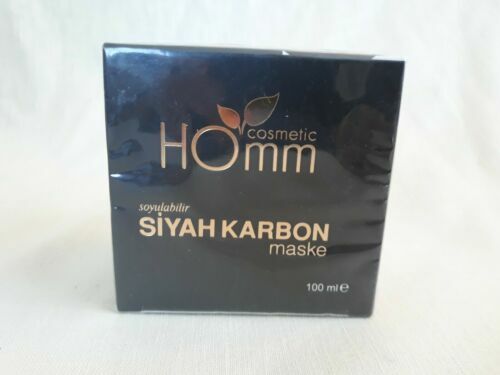 cosmetic
HOmm
soyulabilir
SİYAH KARBON
maske
100 ml ℮